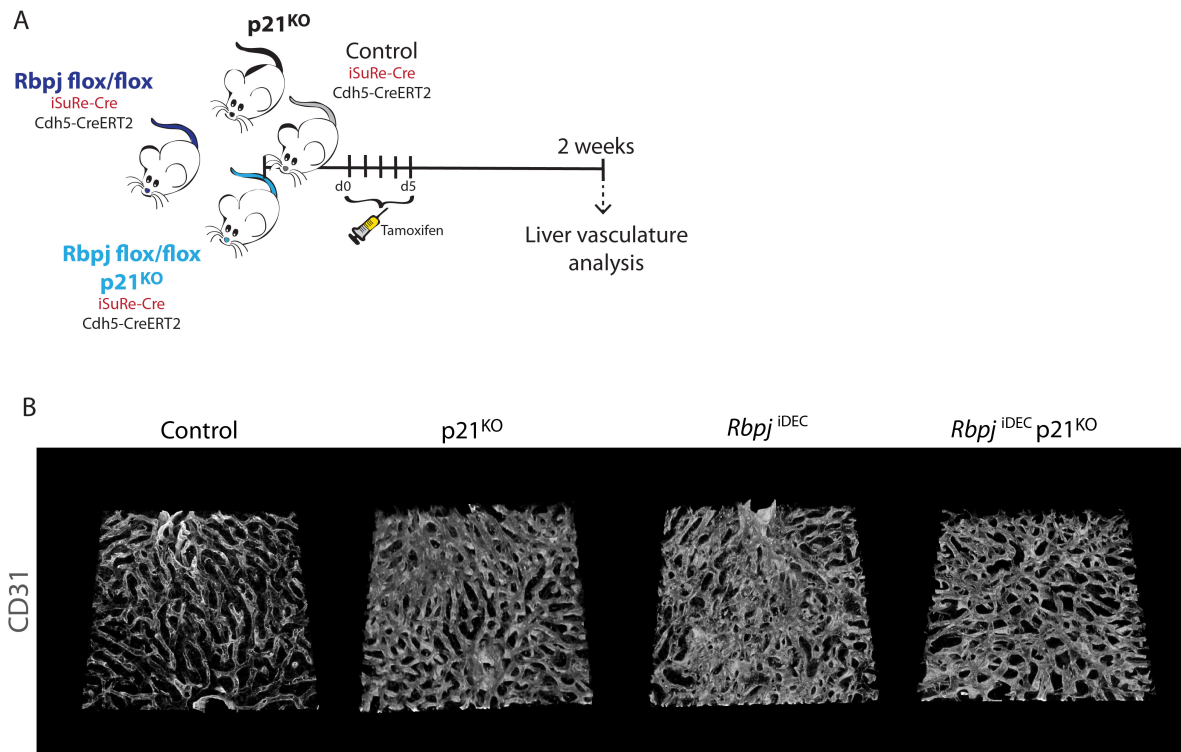 A
p21KO
Control
iSuRe-Cre
Cdh5-CreERT2
Rbpj flox/flox
iSuRe-Cre
Cdh5-CreERT2
2 weeks
d0 d5
Tamoxifen
Liver vasculature
analysis
Rbpj flox/flox
p21KO
iSuRe-Cre
Cdh5-CreERT2
B
Control p21KO Rbpj iDEC Rbpj iDEC p21KO
CD31